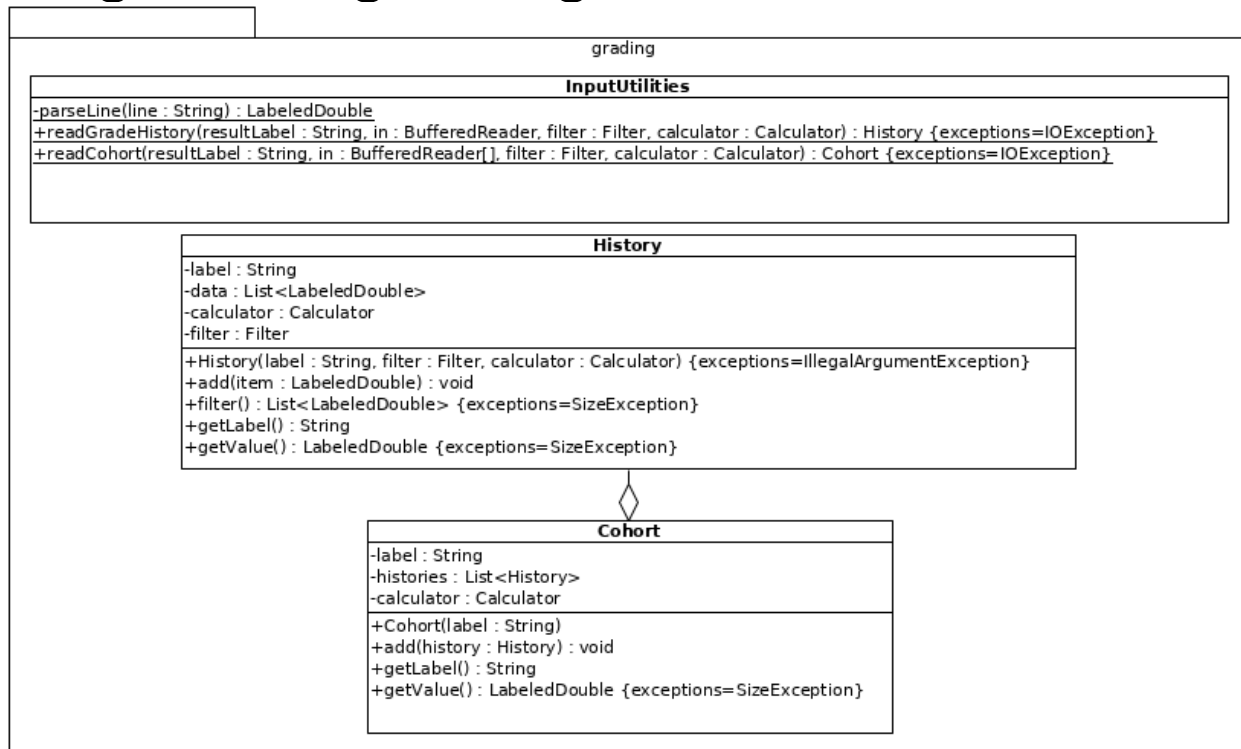 grading
InputUtilities
-parseLine(line : String) : LabeledDouble
+readGradeHistory(resultLabel : String, in : BufferedReader, filter : Filter, calculator : Calculator) : History {exceptions=IOException}
+readCohort(resultLabel : String, in : BufferedReader[], filter : Filter, calculator : Calculator) : Cohort {exceptions=IOException}
History
-label : String
-data : List<LabeledDouble>
-calculator : Calculator
-filter : Filter
+History(label : String, filter : Filter, calculator : Calculator) {exceptions=IllegalArgumentException}
+add(item : LabeledDouble) : void
+filter() : List<LabeledDouble> {exceptions=SizeException}
+getLabel() : String
+getValue() : LabeledDouble {exceptions=SizeException}
Cohort
-label : String
-histories : List<History>
-calculator : Calculator
+Cohort(label : String)
+add(history : History) : void
+getLabel() : String
+getValue() : LabeledDouble {exceptions=SizeException}